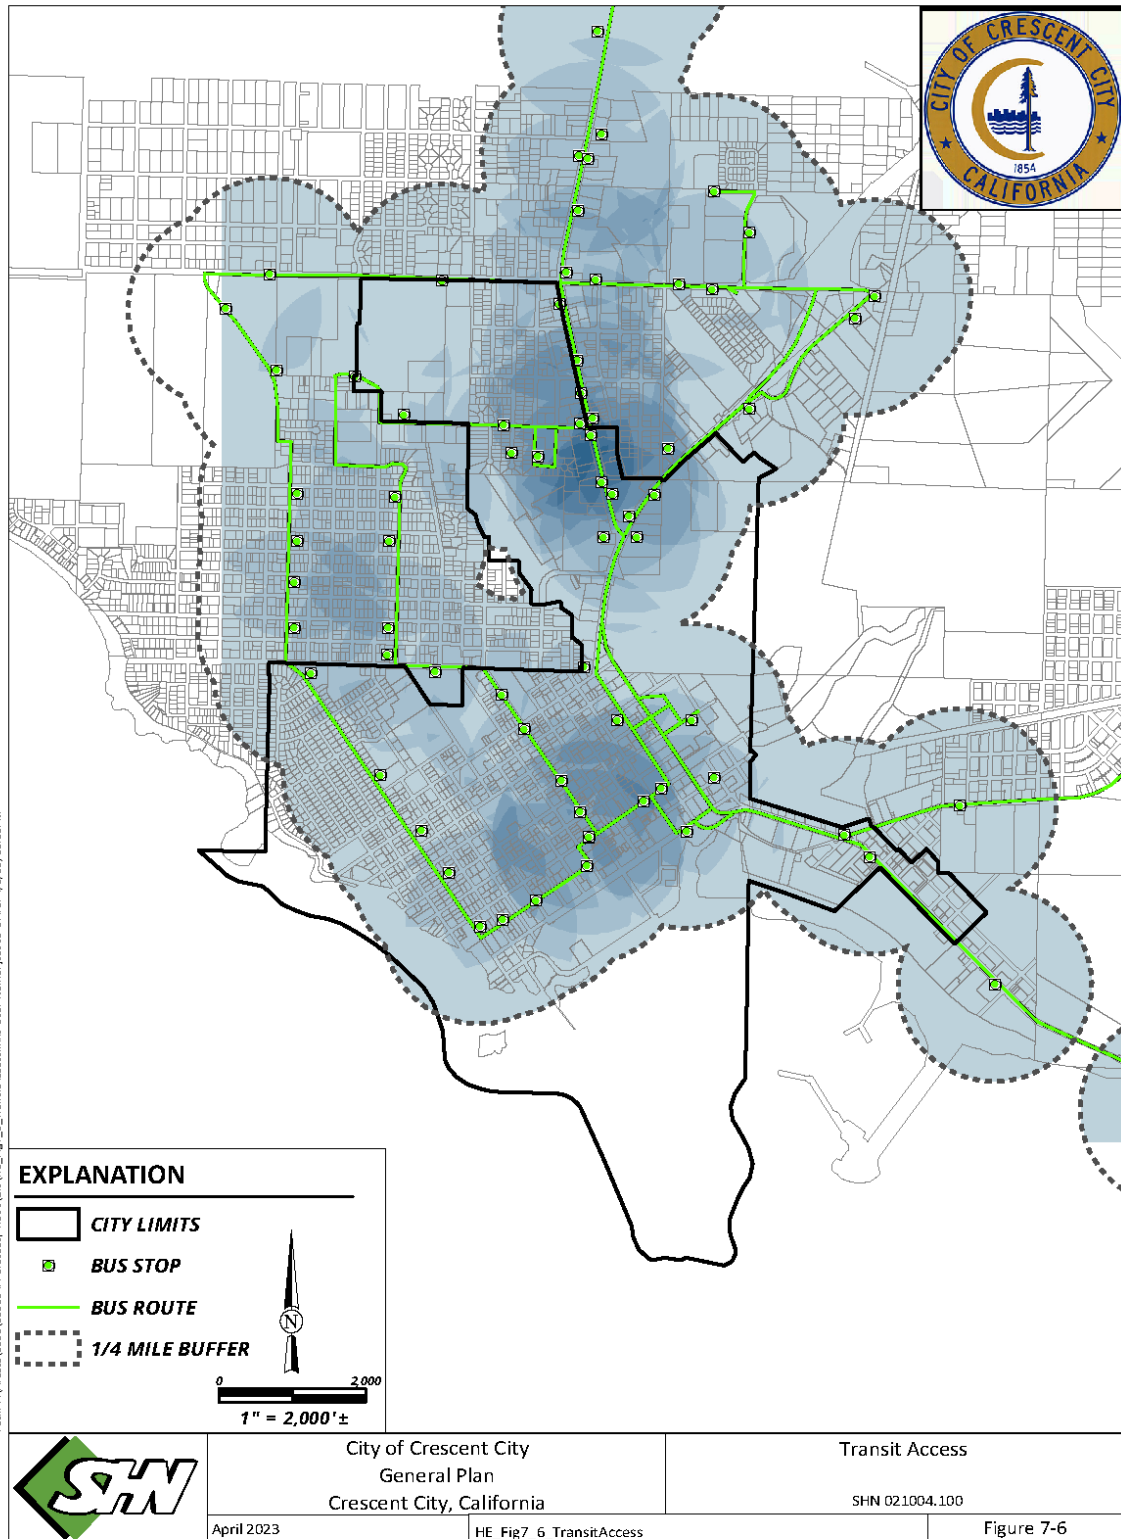 CITY OF CRESCENT CITY
1854
CALIFORNIA
EXPLANATION
CITY LIMITS
BUS STOP
BUS ROUTE
1/4 MILE BUFFER
N
0 2,000
1" = 2,000'±
SHN
City of Crescent City
General Plan
Crescent City, California
Transit Access
SHN 021004.100
April 2023
HE_Fig7_6_TransitAccess
Figure 7-6